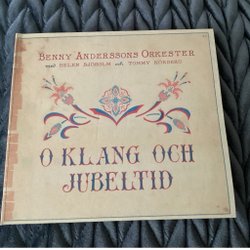 BENNY ANDERSSONS ORKESTER
med HELEN SJÖHOLM och TOMMY KÖRBERG
O KLANG OCH
JUBELTID